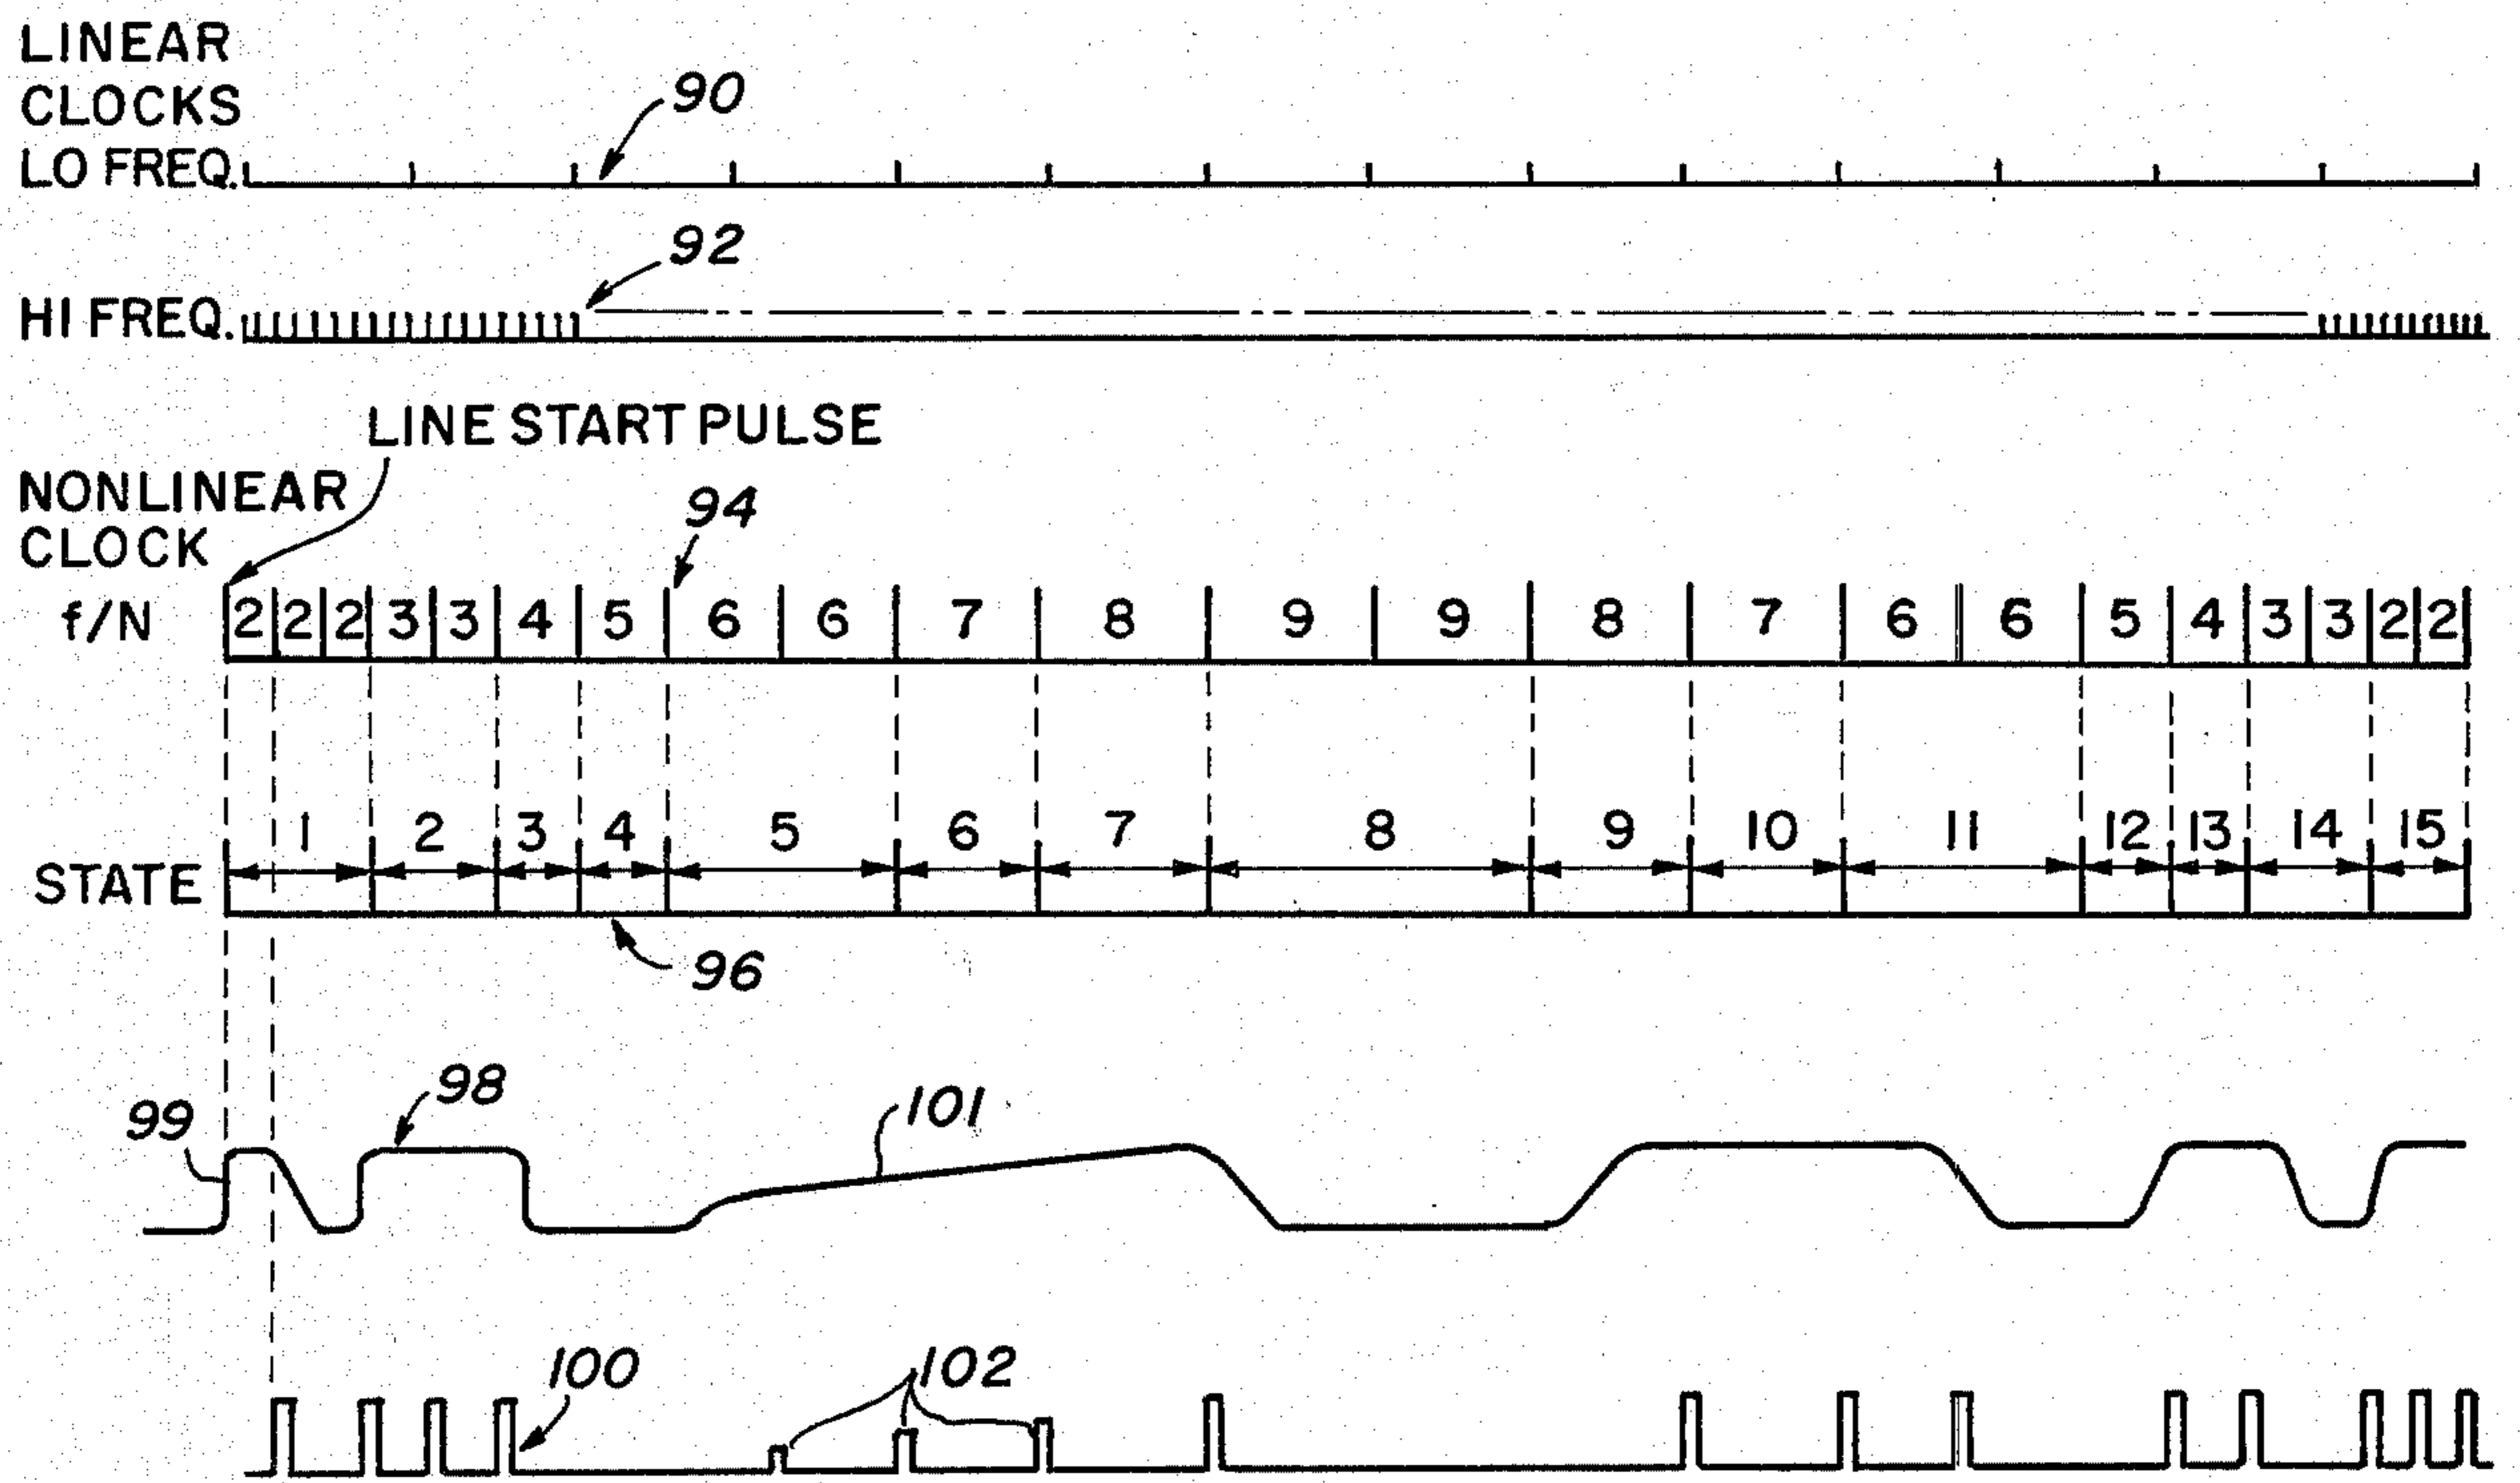 LINEAR
CLOCKS
LO FREQ.
90
HI FREQ.
92
LINE START PULSE
NONLINEAR
CLOCK
94
f/N 2 2 2 3 3 4 5 6 6 7 8 9 9 8 7 6 6 5 4 3 3 2 2
1 2 3 4 5 6 7 8 9 10 11 12 13 14 15
STATE
96
98
99
101
100
102